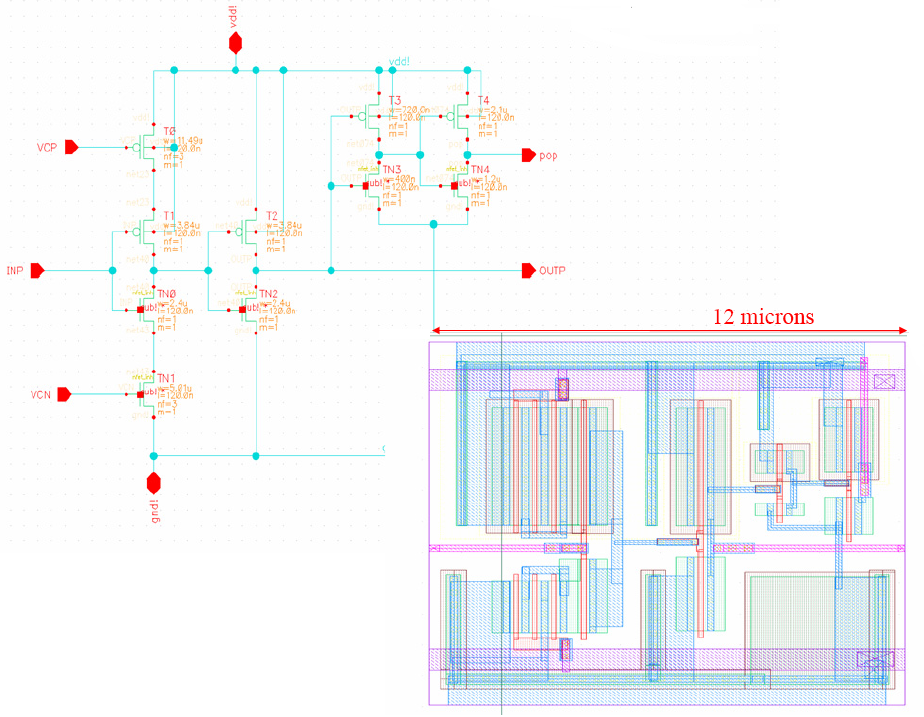 vdd!
vdd!
T3
w=720.0n
l=120.0n
nf=1
m=1
T4
w=2.1u
l=120.0n
nf=1
m=1
VCP
T0
w=11.49u
l=120.0n
nf=3
m=1
pop
TN3
w=400n
l=120.0n
nf=1
m=1
TN4
w=1.2u
l=120.0n
nf=1
m=1
T1
w=3.84u
l=120.0n
nf=1
m=1
T2
w=3.84u
l=120.0n
nf=1
m=1
INP
OUTP
TN0
w=2.4u
l=120.0n
nf=1
m=1
TN2
w=2.4u
l=120.0n
nf=1
m=1
12 microns
VCN
TN1
w=5.01u
l=120.0n
nf=3
m=1
gnd!